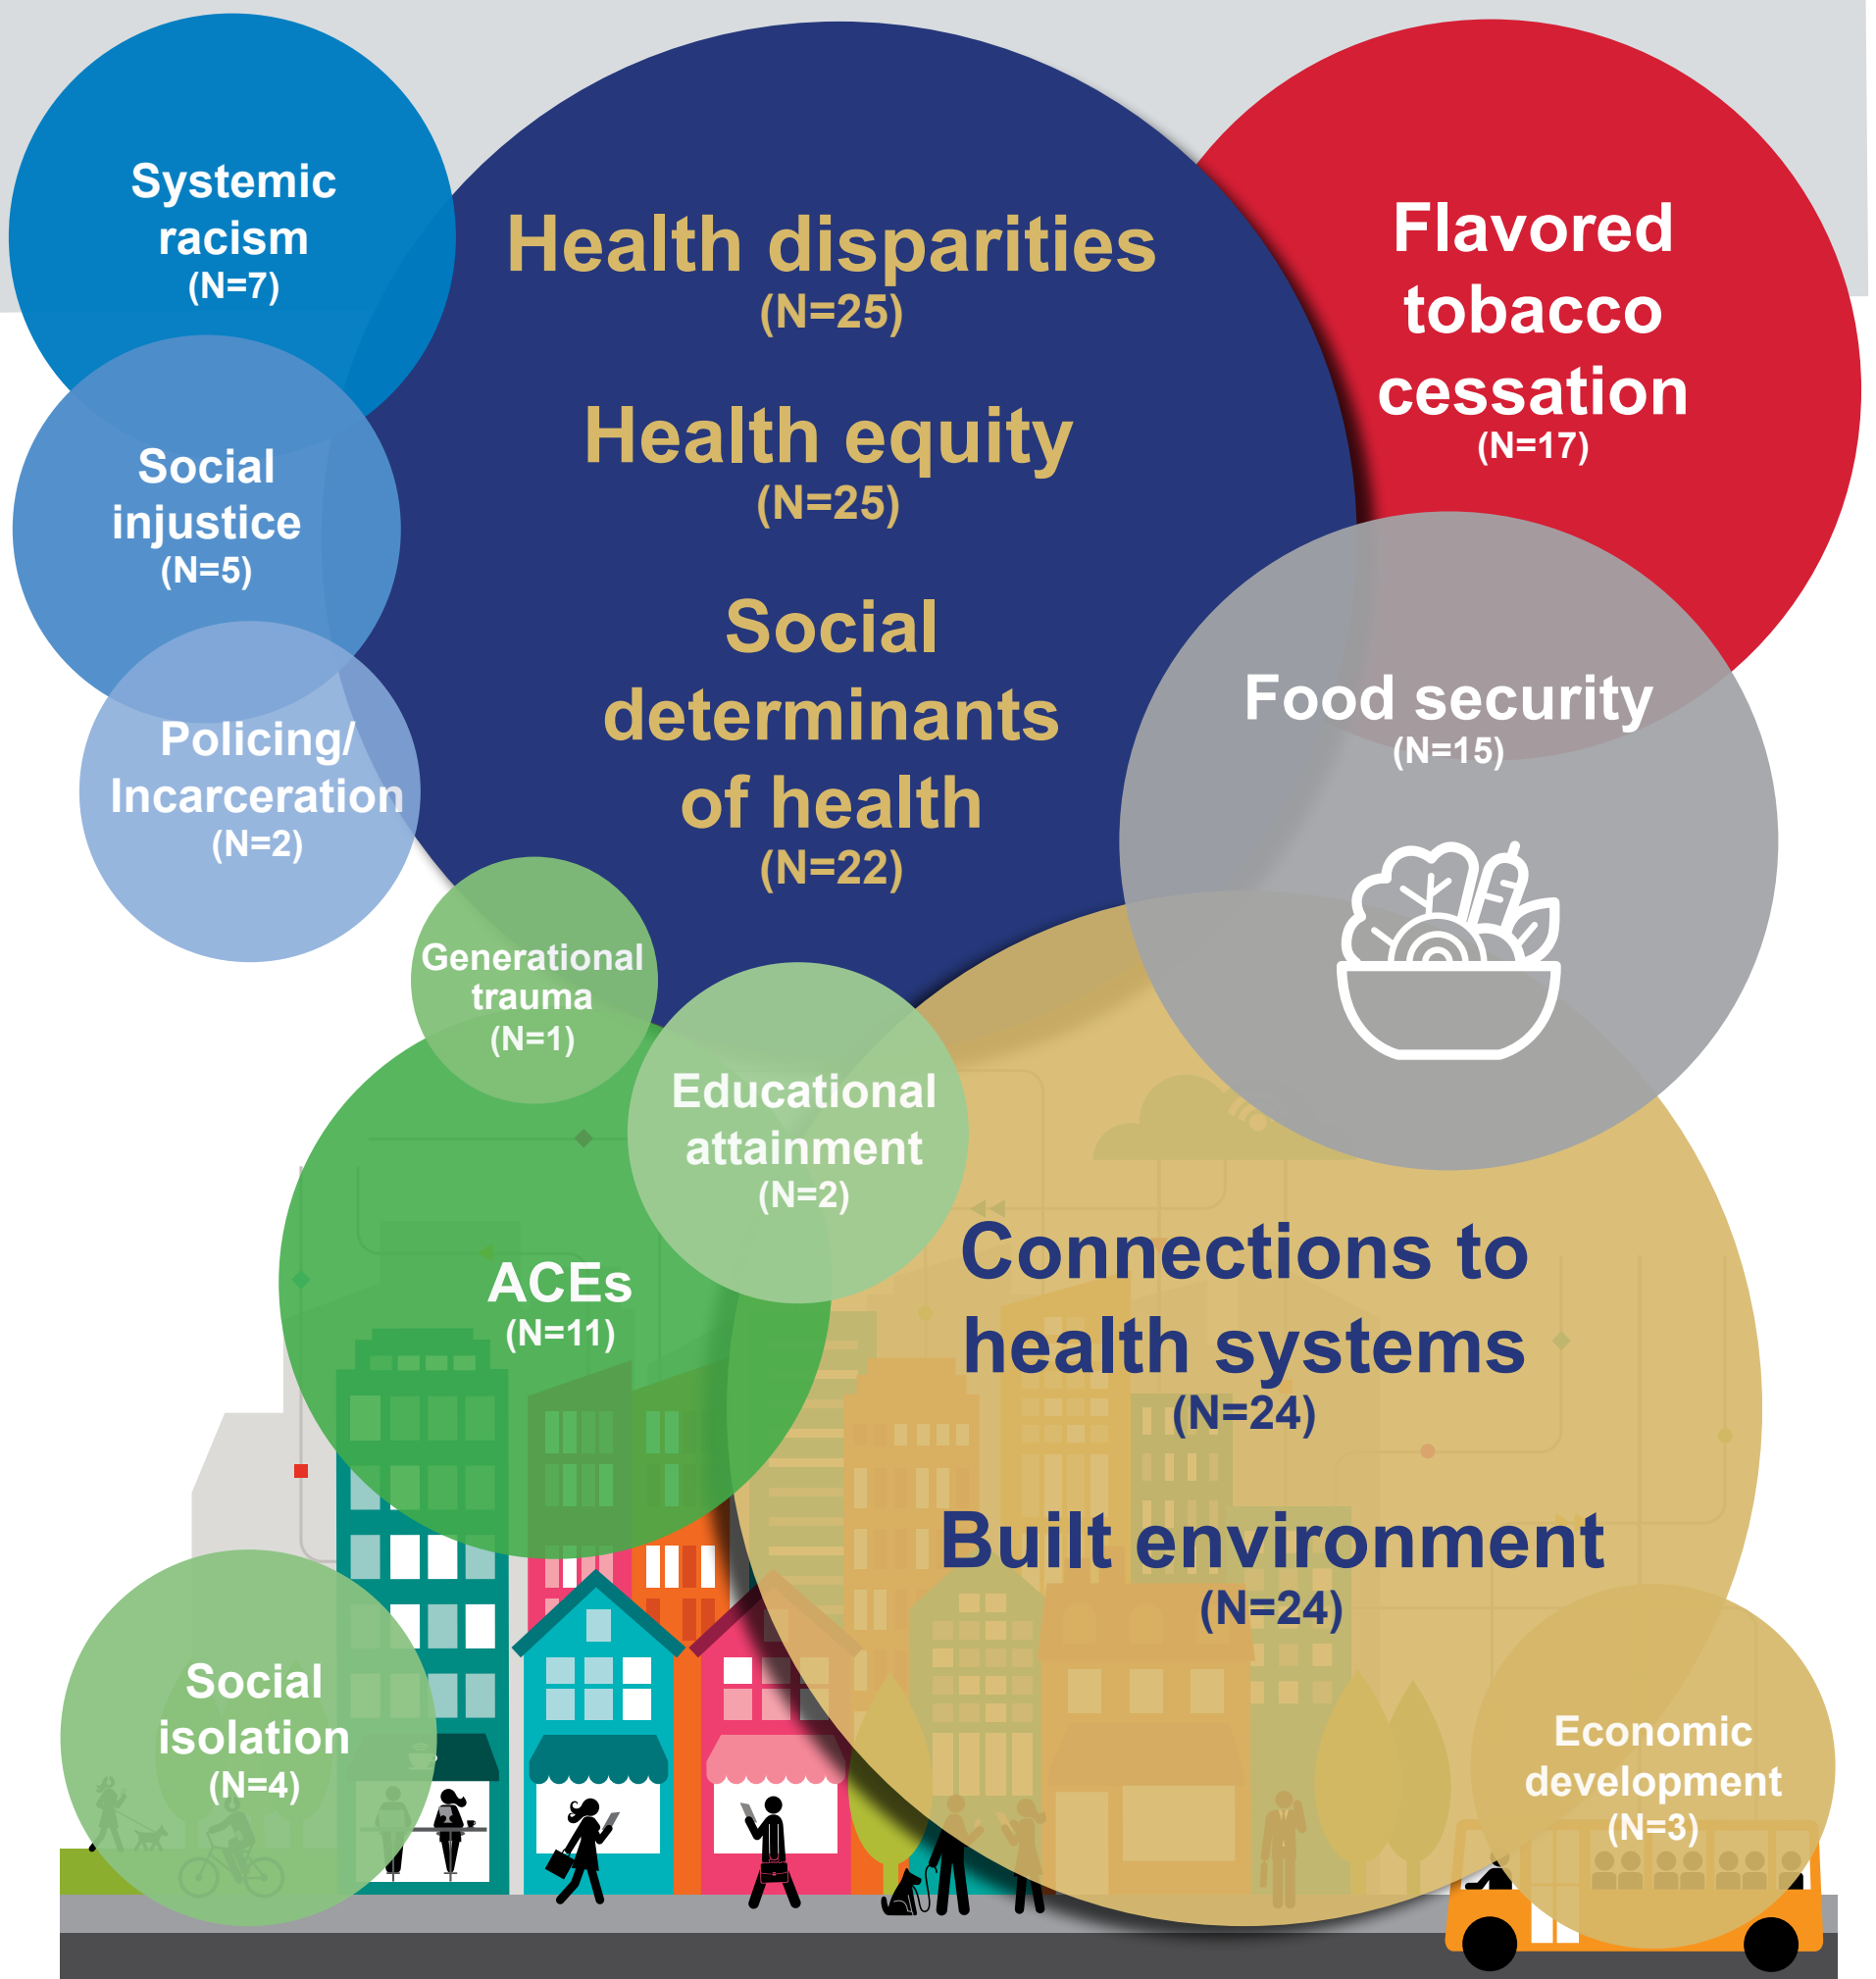 Systemic
racism
(N=7)
Health disparities
(N=25)
Health equity
(N=25)
Social
determinants
of health
(N=22)
Flavored
tobacco
cessation
(N=17)
Social
injustice
(N=5)
Policing/
Incarceration
(N=2)
Food security
(N=15)
Generational
trauma
(N=1)
Educational
attainment
(N=2)
ACEs
(N=11)
Connections to
health systems
(N=24)
Built environment
(N=24)
Social
isolation
(N=4)
Economic
development
(N=3)